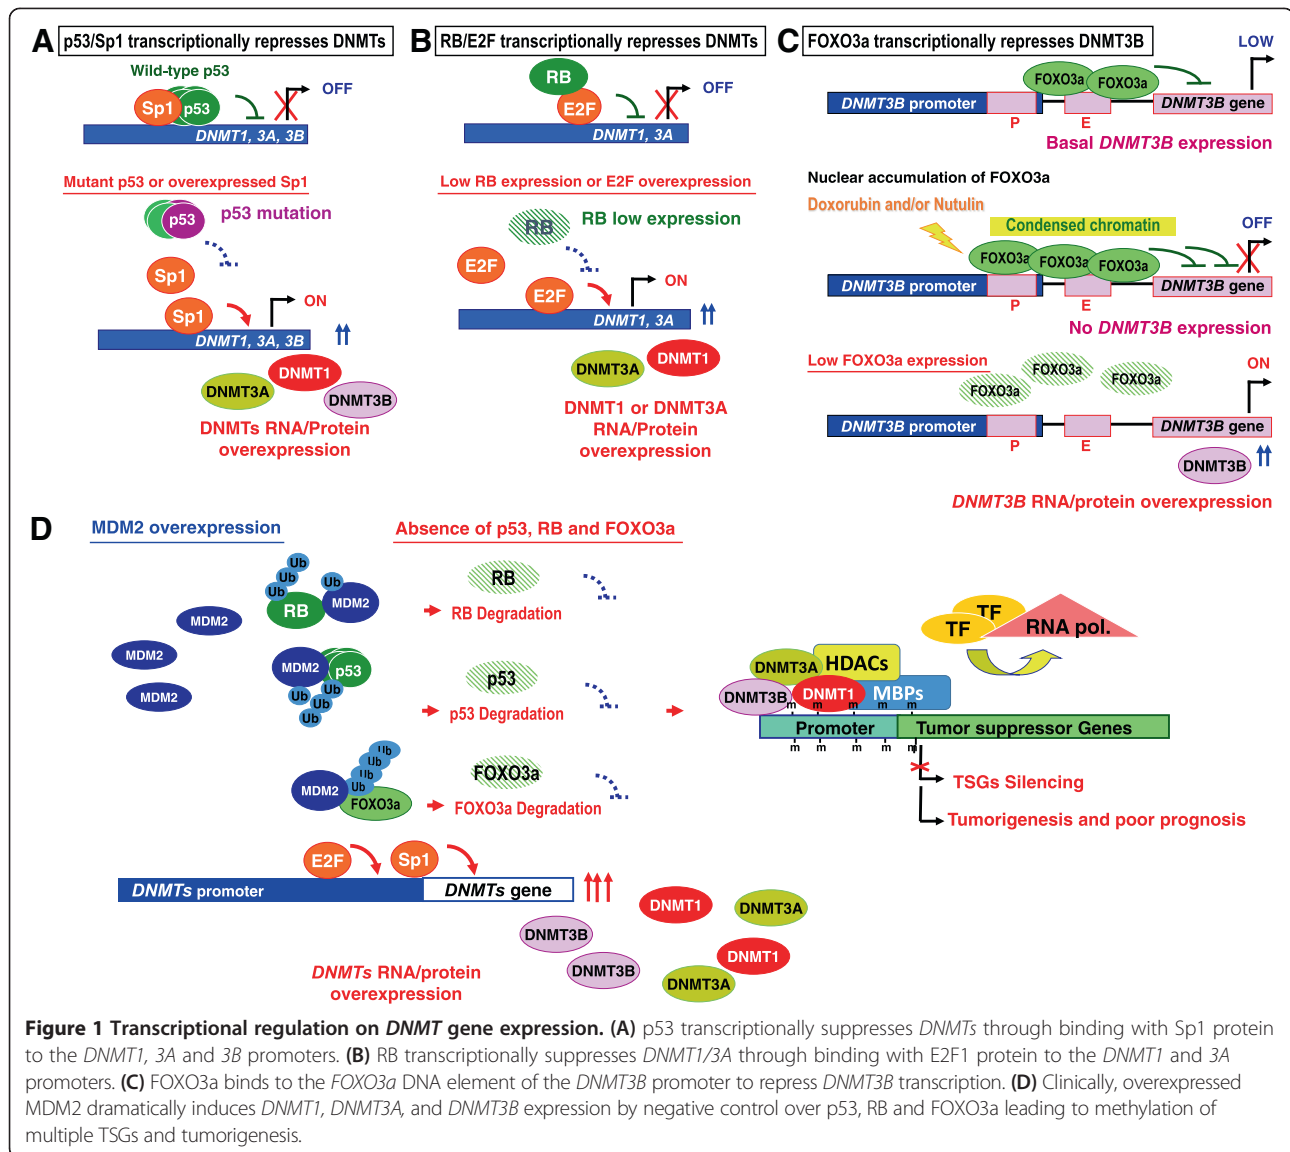 A p53/Sp1 transcriptionally represses DNMTs
Wild-type p53
Sp1 p53
OFF
DNMT1, 3A, 3B
Mutant p53 or overexpressed Sp1
p53 p53 mutation
Sp1
Sp1
ON
DNMT1, 3A, 3B
DNMT1
DNMT3A
DNMT3B
DNMTs RNA/Protein
overexpression
B RB/E2F transcriptionally represses DNMTs
RB
E2F
OFF
DNMT1, 3A
Low RB expression or E2F overexpression
RB RB low expression
E2F
E2F
ON
DNMT1, 3A
DNMT1
DNMT3A
DNMT1 or DNMT3A
RNA/Protein
overexpression
C FOXO3a transcriptionally represses DNMT3B
LOW
FOXO3a FOXO3a
DNMT3B promoter DNMT3B gene
P E
Basal DNMT3B expression
Nuclear accumulation of FOXO3a
Doxorubin and/or Nutulin
Condensed chromatin
OFF
FOXO3a FOXO3a FOXO3a
DNMT3B promoter DNMT3B gene
P E
No DNMT3B expression
Low FOXO3a expression
FOXO3a FOXO3a FOXO3a
ON
DNMT3B promoter DNMT3B gene
P E
DNMT3B
DNMT3B RNA/protein overexpression
D MDM2 overexpression
Absence of p53, RB and FOXO3a
MDM2
MDM2
MDM2
Ub
Ub
Ub Ub
RB MDM2
RB
RB Degradation
MDM2 p53
Ub Ub
Ub
Ub
p53
p53 Degradation
Ub
Ub
Ub
Ub
MDM2
FOXO3a
FOXO3a
FOXO3a Degradation
E2F Sp1
DNMTs promoter DNMTs gene
DNMTs RNA/protein
overexpression
DNMT3B
DNMT3B
DNMT1
DNMT3A
DNMT1
DNMT3A
TF
TF RNA pol.
DNMT3A HDACs
DNMT3B DNMT1 MBPs
m m m m m
Promoter Tumor suppressor Genes
m m m m m
TSGs Silencing
Tumorigenesis and poor prognosis
Figure 1 Transcriptional regulation on DNMT gene expression. (A) p53 transcriptionally suppresses DNMTs through binding with Sp1 protein
to the DNMT1, 3A and 3B promoters. (B) RB transcriptionally suppresses DNMT1/3A through binding with E2F1 protein to the DNMT1 and 3A
promoters. (C) FOXO3a binds to the FOXO3a DNA element of the DNMT3B promoter to repress DNMT3B transcription. (D) Clinically, overexpressed
MDM2 dramatically induces DNMT1, DNMT3A, and DNMT3B expression by negative control over p53, RB and FOXO3a leading to methylation of
multiple TSGs and tumorigenesis.